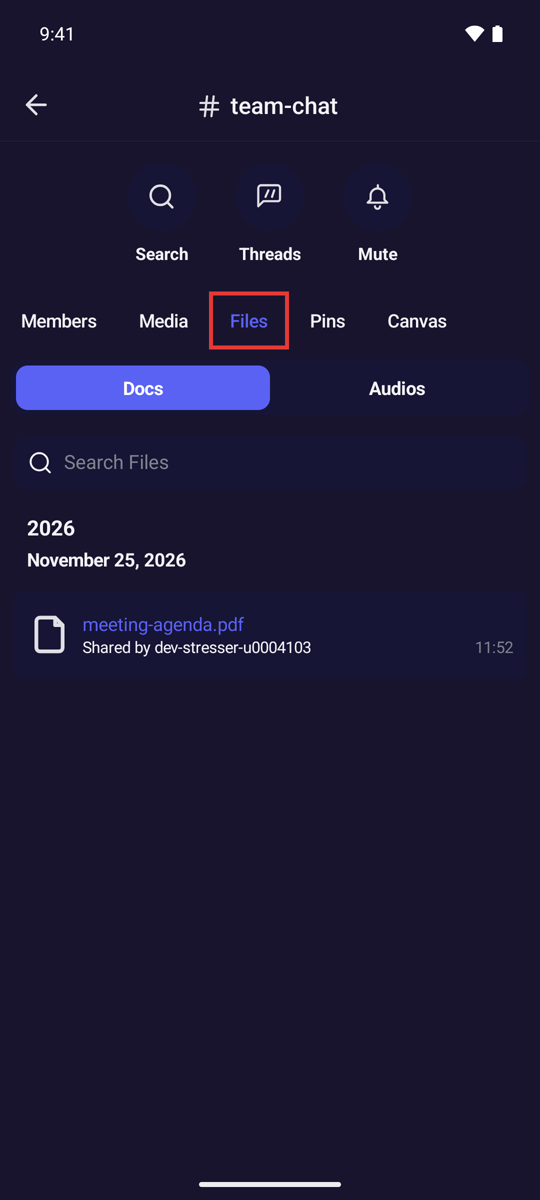 9:41
# team-chat
Search Threads Mute
Members Media Files Pins Canvas
Docs Audios
Search Files
2026
November 25, 2026
meeting-agenda.pdf
Shared by dev-stresser-u0004103 11:52